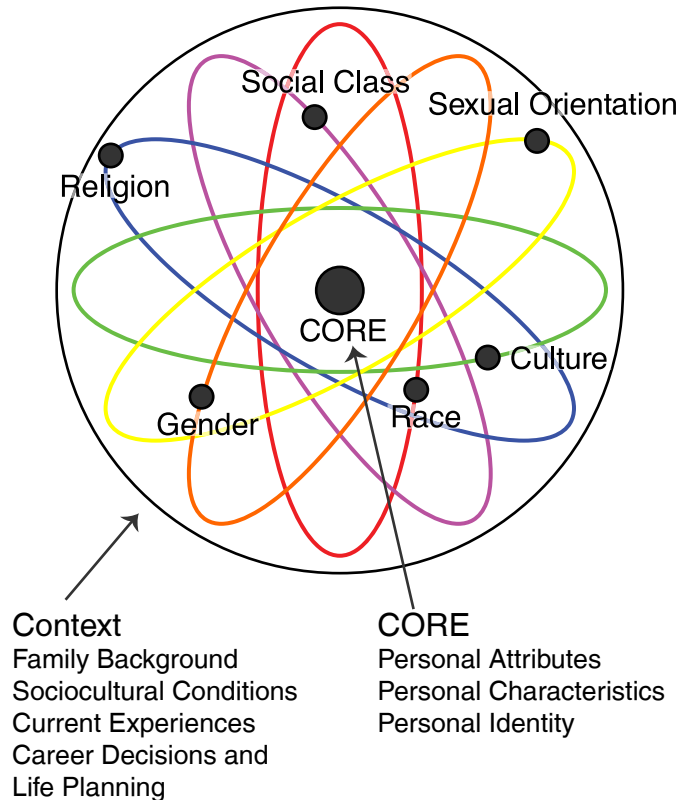 Social Class
Sexual Orientation
Religion
CORE
Culture
Gender
Race
Context
Family Background
Sociocultural Conditions
Current Experiences
Career Decisions and
Life Planning
CORE
Personal Attributes
Personal Characteristics
Personal Identity